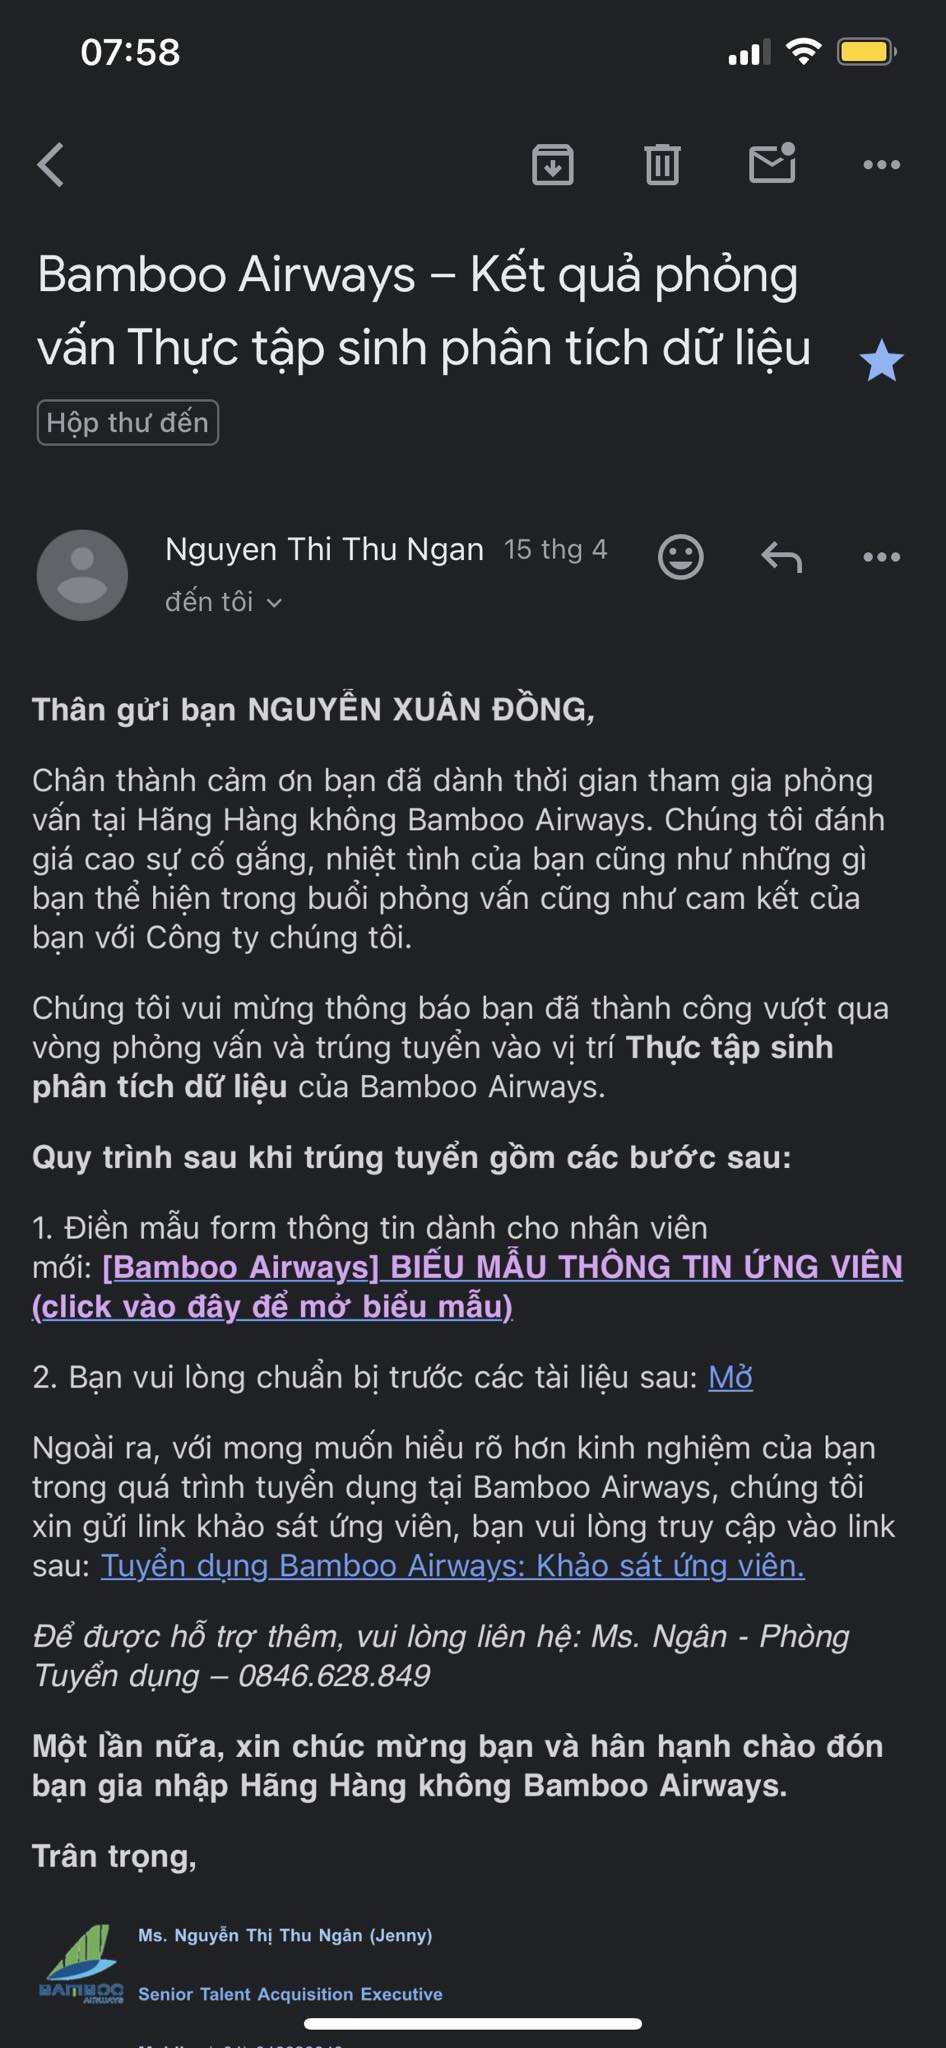 07:58
Bamboo Airways – Kết quả phỏng
vấn Thực tập sinh phân tích dữ liệu
Hộp thư đến
Nguyen Thi Thu Ngan 15 thg 4
đến tôi
Thân gửi bạn NGUYỄN XUÂN ĐỒNG,
Chân thành cảm ơn bạn đã dành thời gian tham gia phỏng
vấn tại Hãng Hàng không Bamboo Airways. Chúng tôi đánh
giá cao sự cố gắng, nhiệt tình của bạn cũng như những gì
bạn thể hiện trong buổi phỏng vấn cũng như cam kết của
bạn với Công ty chúng tôi.
Chúng tôi vui mừng thông báo bạn đã thành công vượt qua
vòng phỏng vấn và trúng tuyển vào vị trí Thực tập sinh
phân tích dữ liệu của Bamboo Airways.
Quy trình sau khi trúng tuyển gồm các bước sau:
1. Điền mẫu form thông tin dành cho nhân viên
mới: [Bamboo Airways] BIỂU MẪU THÔNG TIN ỨNG VIÊN
(click vào đây để mở biểu mẫu)
2. Bạn vui lòng chuẩn bị trước các tài liệu sau: Mở
Ngoài ra, với mong muốn hiểu rõ hơn kinh nghiệm của bạn
trong quá trình tuyển dụng tại Bamboo Airways, chúng tôi
xin gửi link khảo sát ứng viên, bạn vui lòng truy cập vào link
sau: Tuyển dụng Bamboo Airways: Khảo sát ứng viên.
Để được hỗ trợ thêm, vui lòng liên hệ: Ms. Ngân - Phòng
Tuyển dụng – 0846.628.849
Một lần nữa, xin chúc mừng bạn và hân hạnh chào đón
bạn gia nhập Hãng Hàng không Bamboo Airways.
Trân trọng,
Ms. Nguyễn Thị Thu Ngân (Jenny)
BAMBOO
AIRWAYS
Senior Talent Acquisition Executive